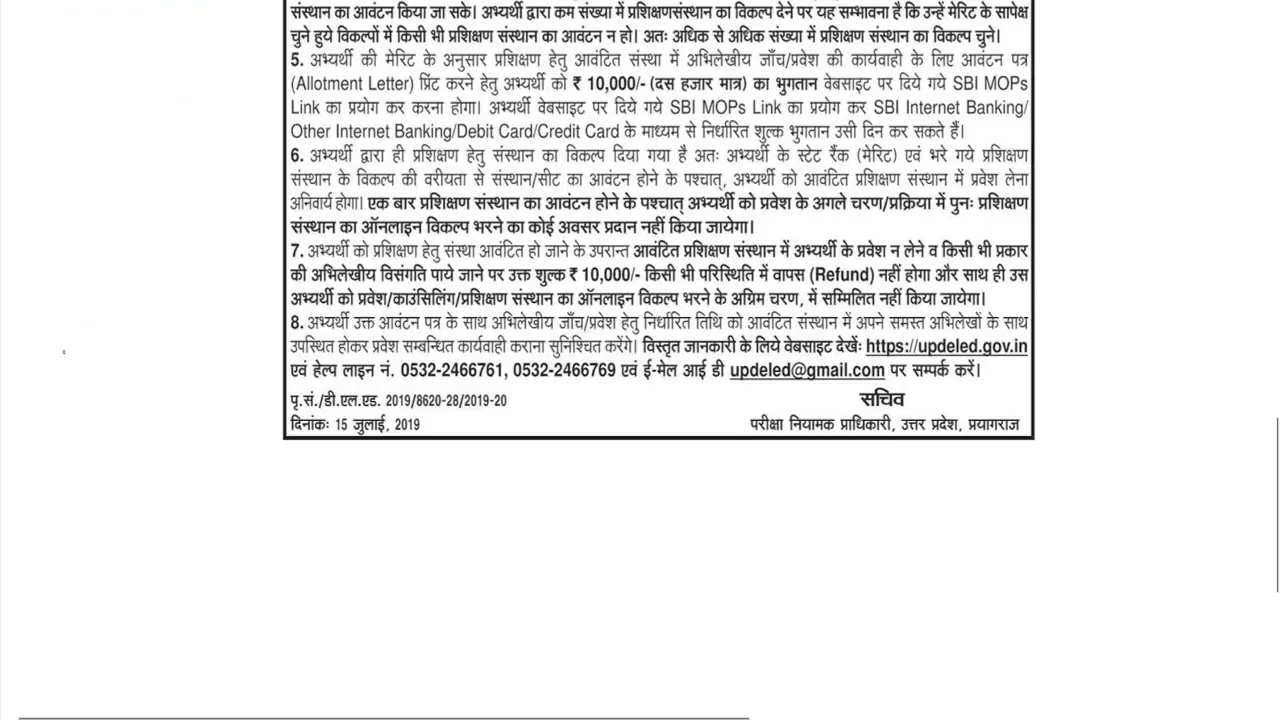 संस्थान का आवंटन किया जा सके। अभ्यर्थी द्वारा कम संख्या में प्रशिक्षणसंस्थान का विकल्प देने पर यह सम्भावना है कि उन्हें मेरिट के सापेक्ष
चुने हुये विकल्पों में किसी भी प्रशिक्षण संस्थान का आवंटन न हो। अतः अधिक से अधिक संख्या में प्रशिक्षण संस्थान का विकल्प चुने।
5. अभ्यर्थी की मेरिट के अनुसार प्रशिक्षण हेतु आवंटित संस्था में अभिलेखीय जाँच/प्रवेश की कार्यवाही के लिए आवंटन पत्र
(Allotment Letter) प्रिंट करने हेतु अभ्यर्थी को ₹ 10,000/- (दस हजार मात्र) का भुगतान वेबसाइट पर दिये गये SBI MOPs
Link का प्रयोग कर करना होगा। अभ्यर्थी वेबसाइट पर दिये गये SBI MOPs Link का प्रयोग कर SBI Internet Banking/
Other Internet Banking/Debit Card/Credit Card के माध्यम से निर्धारित शुल्क भुगतान उसी दिन कर सकते हैं।
6. अभ्यर्थी द्वारा ही प्रशिक्षण हेतु संस्थान का विकल्प दिया गया है अतः अभ्यर्थी के स्टेट रैंक (मेरिट) एवं भरे गये प्रशिक्षण
संस्थान के विकल्प की वरीयता से संस्थान/सीट का आवंटन होने के पश्चात्, अभ्यर्थी को आवंटित प्रशिक्षण संस्थान में प्रवेश लेना
अनिवार्य होगा। एक बार प्रशिक्षण संस्थान का आवंटन होने के पश्चात् अभ्यर्थी को प्रवेश के अगले चरण/प्रक्रिया में पुनः प्रशिक्षण
संस्थान का ऑनलाइन विकल्प भरने का कोई अवसर प्रदान नहीं किया जायेगा।
7. अभ्यर्थी को प्रशिक्षण हेतु संस्था आवंटित हो जाने के उपरान्त आवंटित प्रशिक्षण संस्थान में अभ्यर्थी के प्रवेश न लेने व किसी भी प्रकार
की अभिलेखीय विसंगति पाये जाने पर उक्त शुल्क ₹ 10,000/- किसी भी परिस्थिति में वापस (Refund) नहीं होगा और साथ ही उस
अभ्यर्थी को प्रवेश/काउंसिलिंग/प्रशिक्षण संस्थान का ऑनलाइन विकल्प भरने के अग्रिम चरण, में सम्मिलित नहीं किया जायेगा।
8. अभ्यर्थी उक्त आवंटन पत्र के साथ अभिलेखीय जाँच/प्रवेश हेतु निर्धारित तिथि को आवंटित संस्थान में अपने समस्त अभिलेखों के साथ
उपस्थित होकर प्रवेश सम्बन्धित कार्यवाही कराना सुनिश्चित करेंगे। विस्तृत जानकारी के लिये वेबसाइट देखेंः https://updeled.gov.in
एवं हेल्प लाइन नं. 0532-2466761, 0532-2466769 एवं ई-मेल आई डी updeled@gmail.com पर सम्पर्क करें।
पृ.सं./डी.एल.एड. 2019/8620-28/2019-20 सचिव
दिनांकः 15 जुलाई, 2019 परीक्षा नियामक प्राधिकारी, उत्तर प्रदेश, प्रयागराज